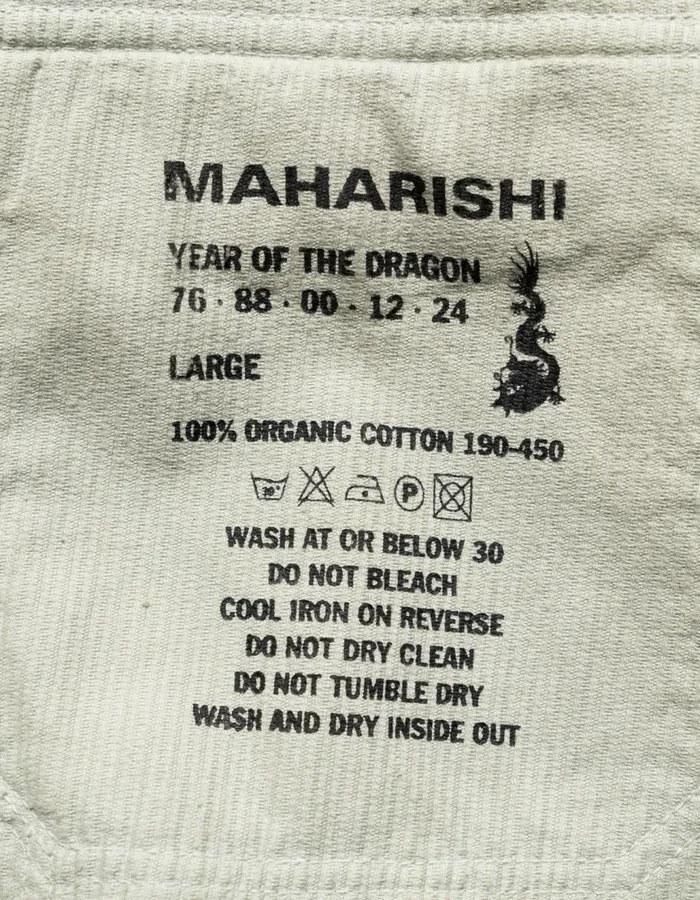 MAHARISHI
YEAR OF THE DRAGON
76 · 88 · 00 · 12 · 24
LARGE
100% ORGANIC COTTON 190-450
30° P
WASH AT OR BELOW 30
DO NOT BLEACH
COOL IRON ON REVERSE
DO NOT DRY CLEAN
DO NOT TUMBLE DRY
WASH AND DRY INSIDE OUT